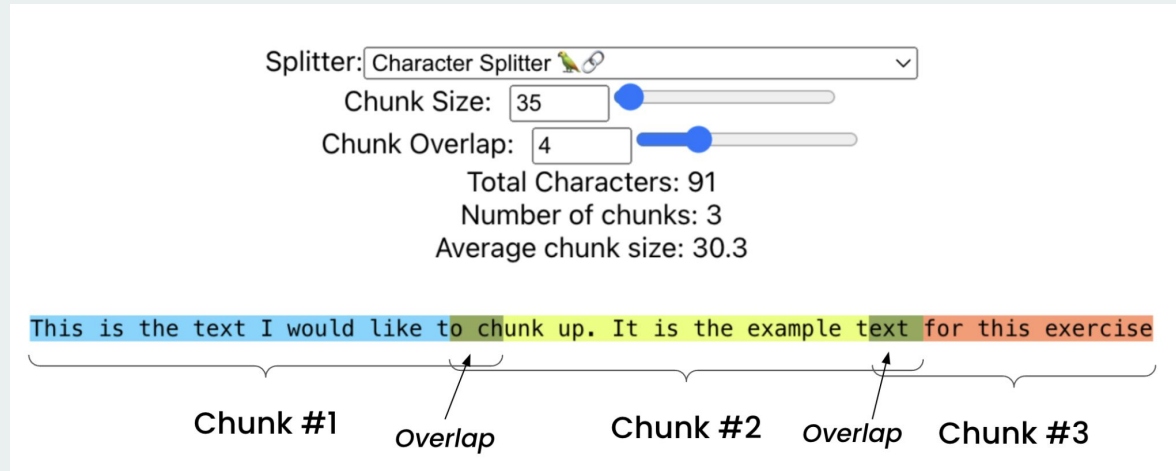 Splitter: Character Splitter 🦜🔗
Chunk Size: 35
Chunk Overlap: 4
Total Characters: 91
Number of chunks: 3
Average chunk size: 30.3
This is the text I would like to chunk up. It is the example text for this exercise
Chunk #1 Overlap Chunk #2 Overlap Chunk #3